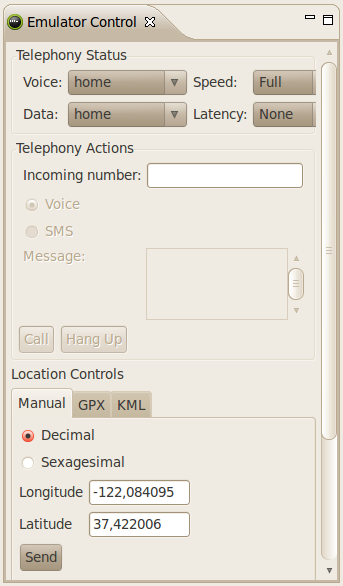 Emulator Control
Telephony Status
Voice: home Speed: Full
Data: home Latency: None
Telephony Actions
Incoming number:
Voice
SMS
Message:
Call Hang Up
Location Controls
Manual GPX KML
Decimal
Sexagesimal
Longitude -122,084095
Latitude 37,422006
Send